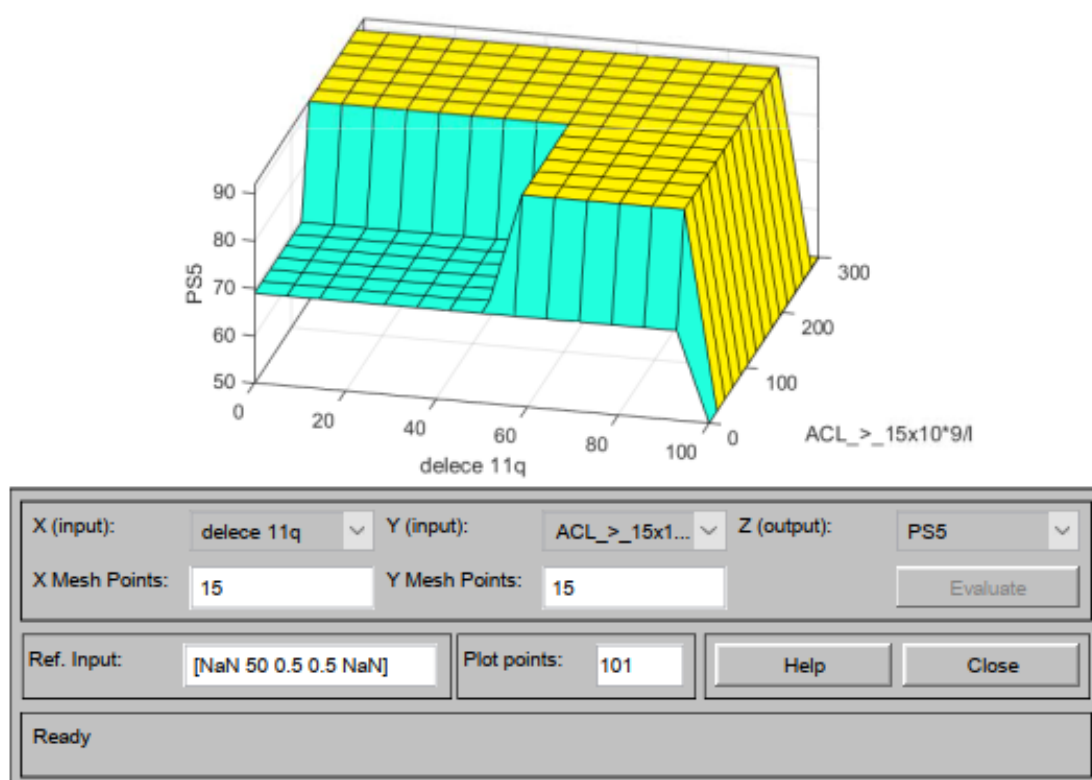 90
80
70
60
50
PS5
0
20
40
60
80
100
delece 11q
0
100
200
300
ACL_>_15x10*9/l
X (input): delece 11q Y (input): ACL_>_15x1... Z (output): PS5
X Mesh Points: 15 Y Mesh Points: 15 Evaluate
Ref. Input: [NaN 50 0.5 0.5 NaN] Plot points: 101 Help Close
Ready